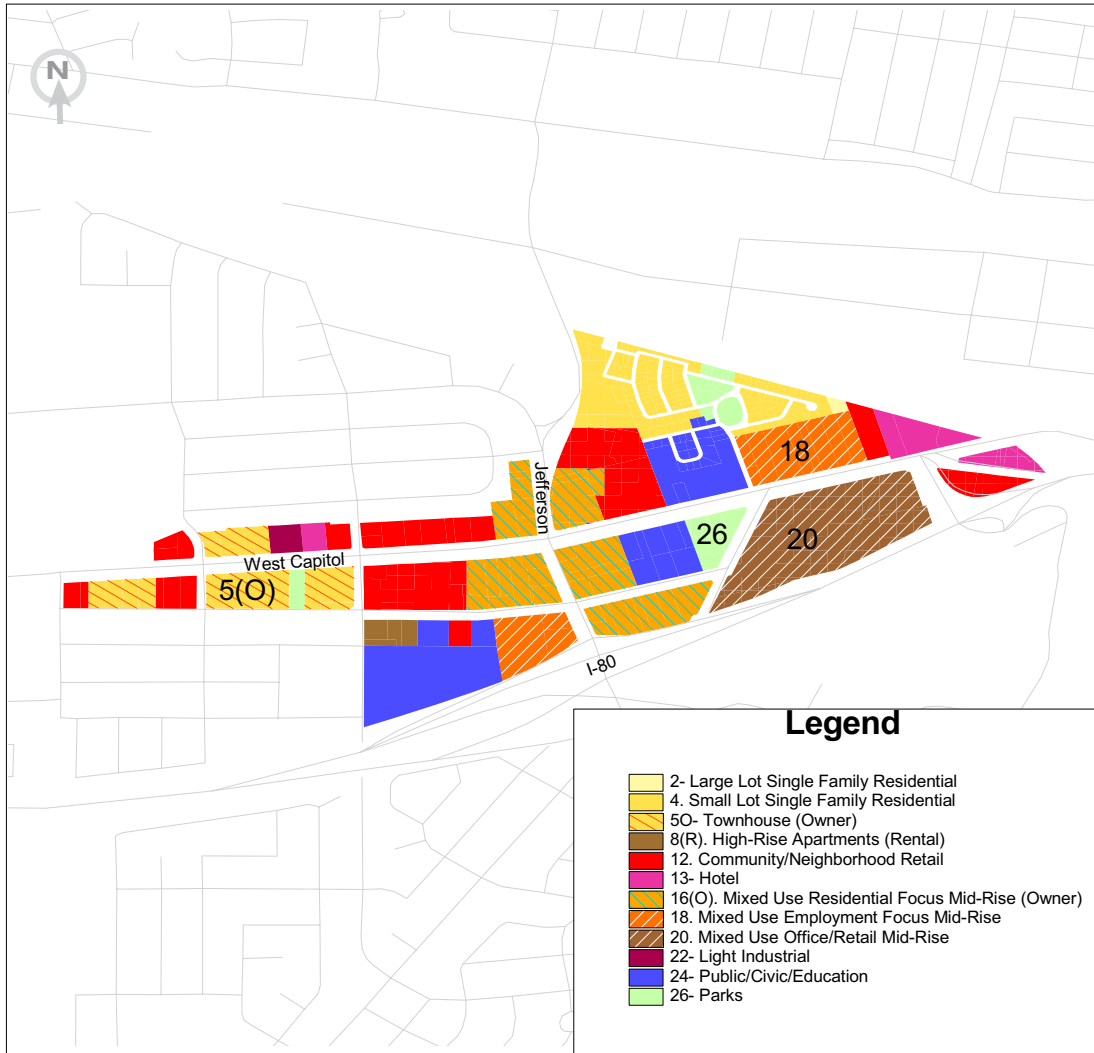 N
18
Jefferson
26
20
West Capitol
5(O)
I-80
Legend
2- Large Lot Single Family Residential
4. Small Lot Single Family Residential
5O- Townhouse (Owner)
8(R). High-Rise Apartments (Rental)
12. Community/Neighborhood Retail
13- Hotel
16(O). Mixed Use Residential Focus Mid-Rise (Owner)
18. Mixed Use Employment Focus Mid-Rise
20. Mixed Use Office/Retail Mid-Rise
22- Light Industrial
24- Public/Civic/Education
26- Parks